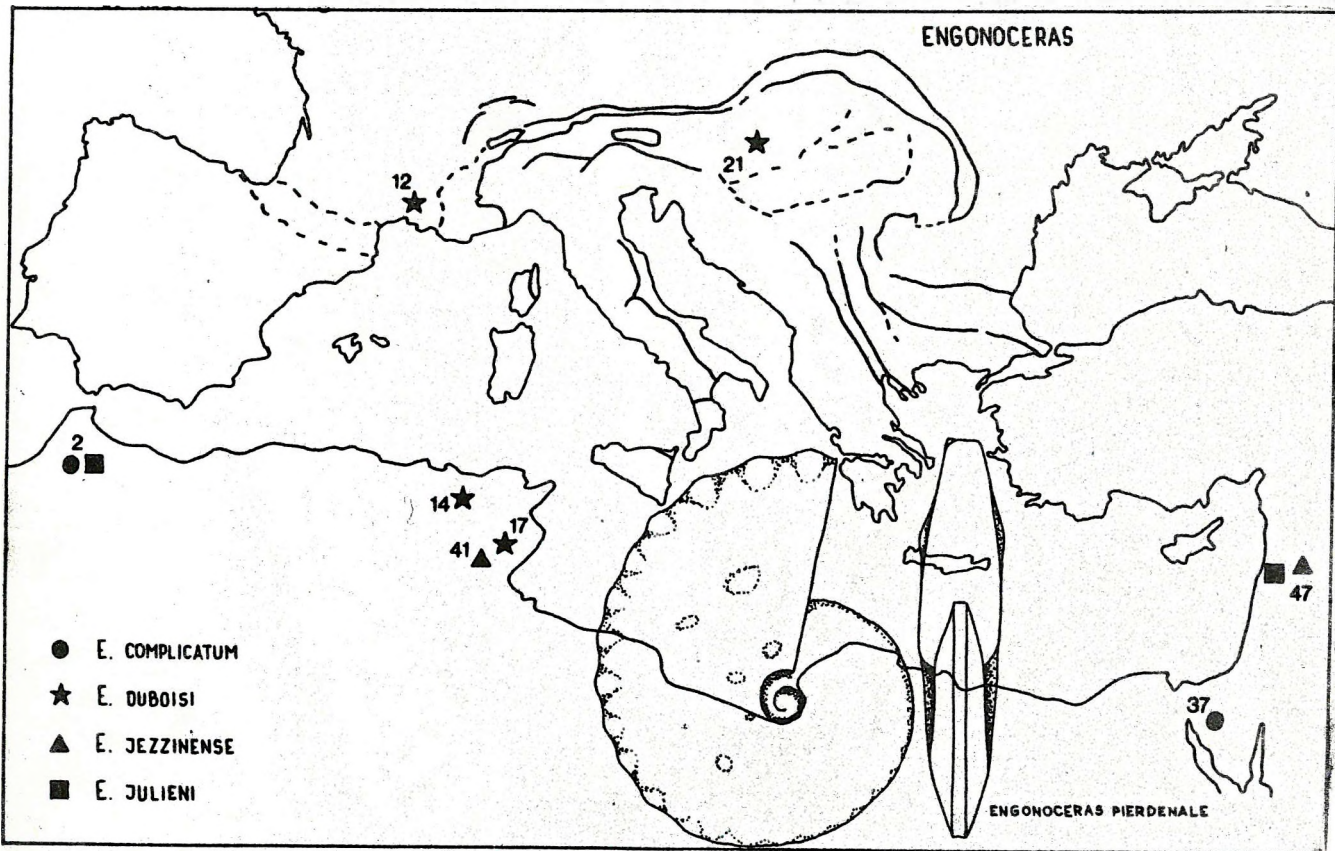 ENGONOCERAS
12
21
2
14
17
41
47
37
E. COMPLICATUM
E. DUBOISI
E. JEZZINENSE
E. JULIENI
ENGONOCERAS PIERDENALE